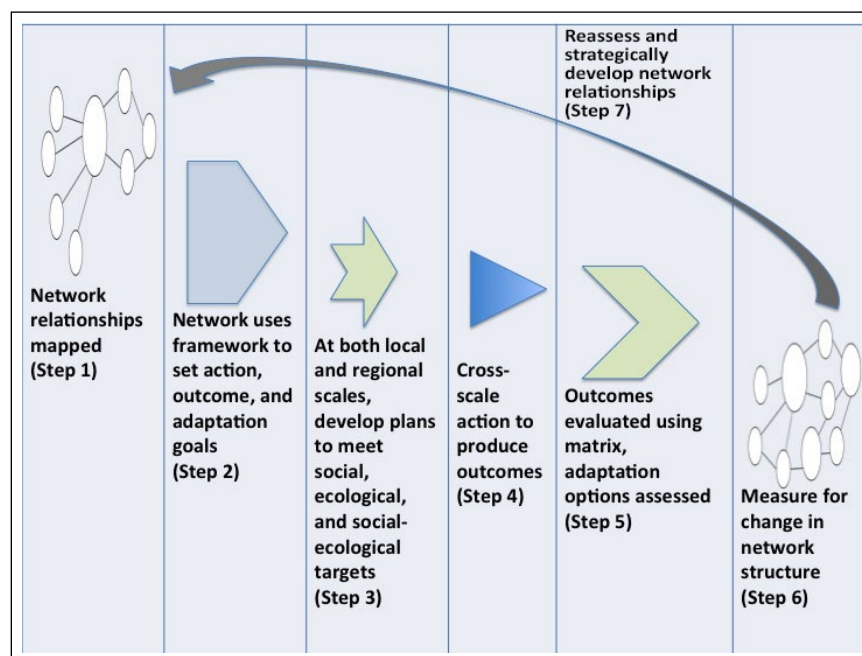 Reassess and
strategically
develop network
relationships
(Step 7)
Network
relationships
mapped
(Step 1)
Network uses
framework to
set action,
outcome, and
adaptation
goals
(Step 2)
At both local
and regional
scales,
develop plans
to meet
social,
ecological,
and social-
ecological
targets
(Step 3)
Cross-
scale
action to
produce
outcomes
(Step 4)
Outcomes
evaluated using
matrix,
adaptation
options assessed
(Step 5)
Measure for
change in
network
structure
(Step 6)